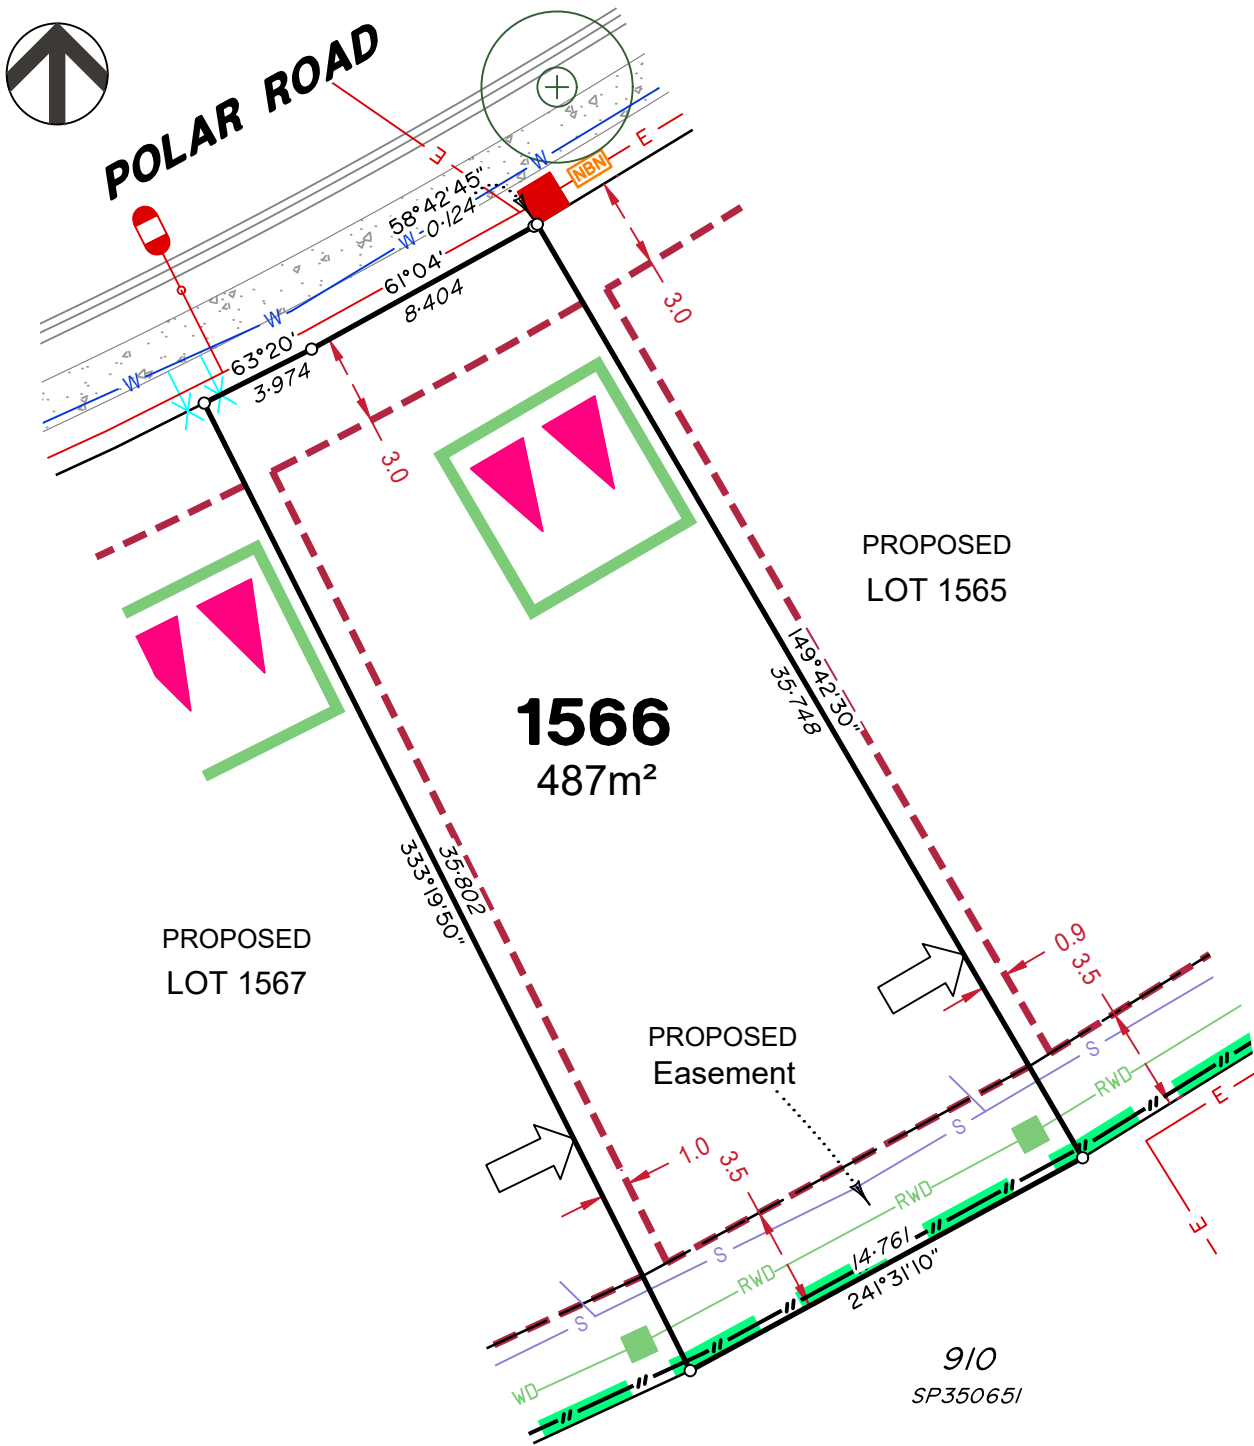 POLAR ROAD
E
E
NBN
W
58°42'45"
0·124
W
61°04'
8·404
W
63°20'
3·974
W
3.0
3.0
PROPOSED
LOT 1565
149°42'30"
35·748
1566
487m²
35·802
333°19'50"
PROPOSED
LOT 1567
0.9
3.5
PROPOSED
Easement
S
RWD
E
S
1.0
3.5
RWD
E
S
14·761
241°31'10"
RWD
S
WD
910
SP350651